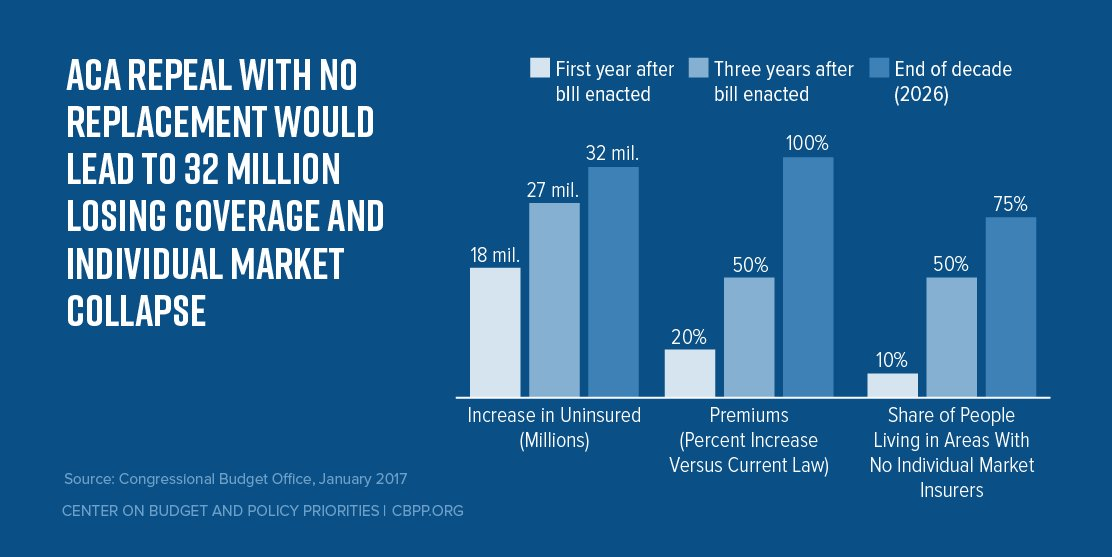 ACA REPEAL WITH NO
REPLACEMENT WOULD
LEAD TO 32 MILLION
LOSING COVERAGE AND
INDIVIDUAL MARKET
COLLAPSE
First year after
bIll enacted
Three years after
bill enacted
End of decade
(2026)
18 mil.
27 mil.
32 mil.
20%
50%
100%
10%
50%
75%
Increase in Uninsured
(Millions)
Premiums
(Percent Increase
Versus Current Law)
Share of People
Living in Areas With
No Individual Market
Insurers
Source: Congressional Budget Office, January 2017
CENTER ON BUDGET AND POLICY PRIORITIES | CBPP.ORG